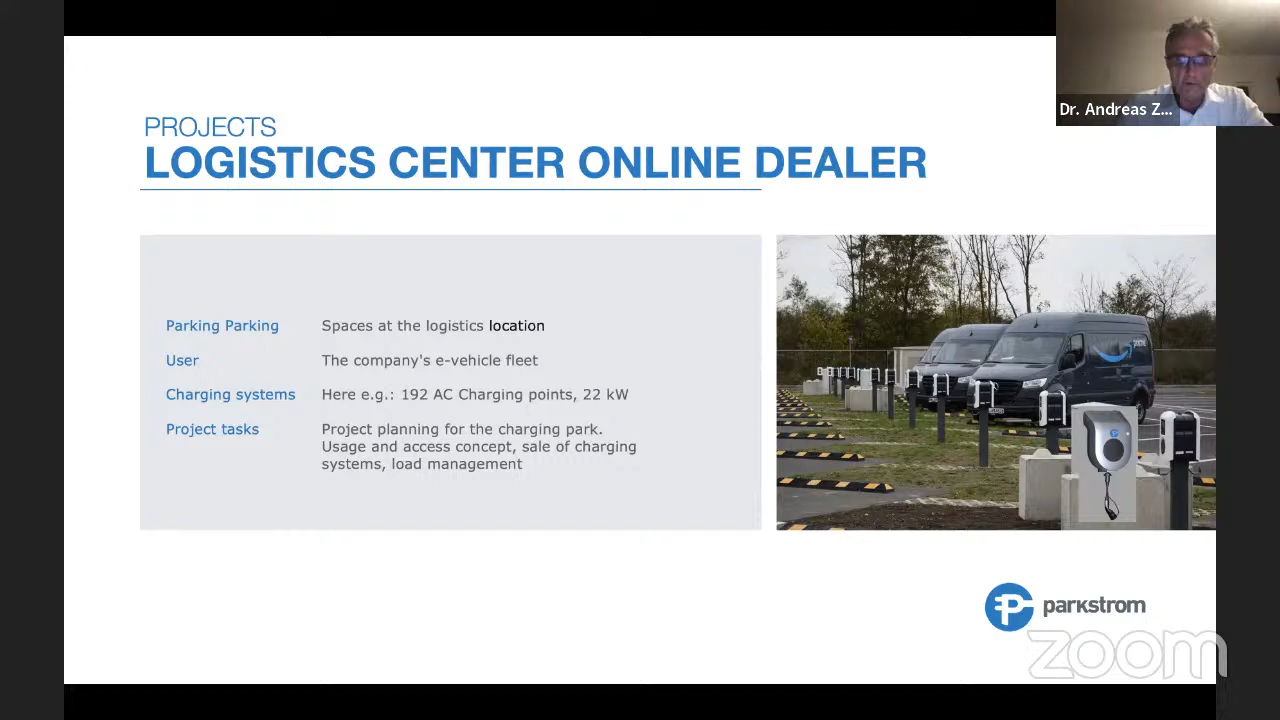 PROJECTS
LOGISTICS CENTER ONLINE DEALER
Dr. Andreas Z...
Parking Parking Spaces at the logistics location
User The company's e-vehicle fleet
Charging systems Here e.g.: 192 AC Charging points, 22 kW
Project tasks Project planning for the charging park.
Usage and access concept, sale of charging
systems, load management
parkstrom
zoom